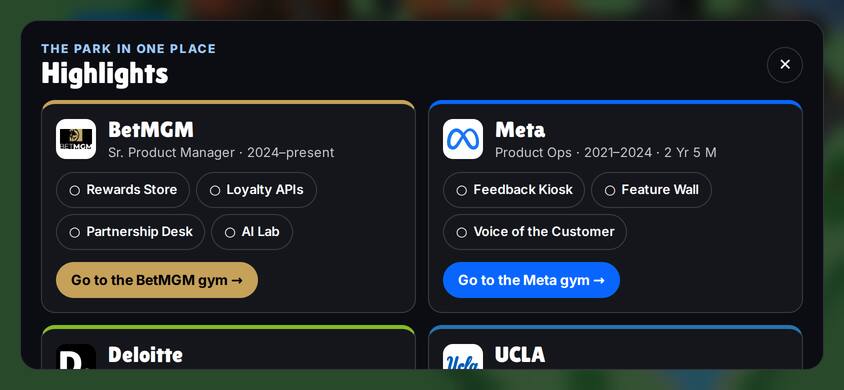 THE PARK IN ONE PLACE
Highlights
✕
BetMGM
BETMGM
Sr. Product Manager · 2024–present
Rewards Store
Loyalty APIs
Partnership Desk
AI Lab
Go to the BetMGM gym →
Meta
Product Ops · 2021–2024 · 2 Yr 5 M
Feedback Kiosk
Feature Wall
Voice of the Customer
Go to the Meta gym →
D.
Deloitte
Ucla
UCLA